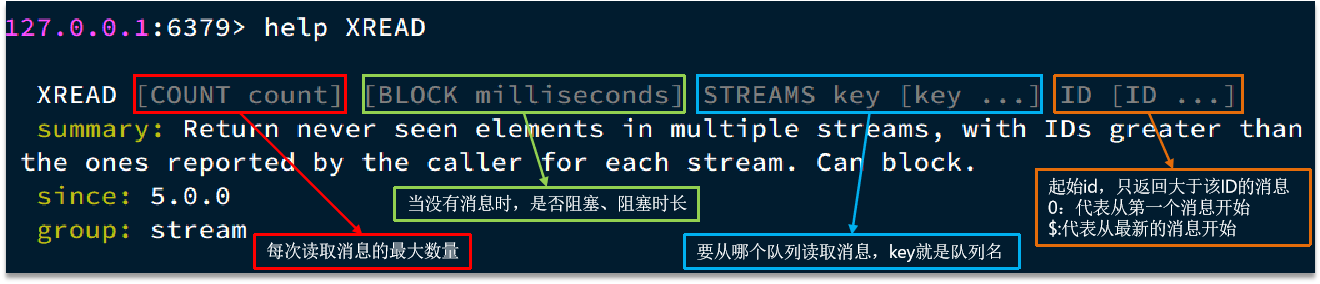 127.0.0.1:6379> help XREAD
XREAD [COUNT count] [BLOCK milliseconds] STREAMS key [key ...] ID [ID ...]
summary: Return never seen elements in multiple streams, with IDs greater than
the ones reported by the caller for each stream. Can block.
since: 5.0.0
group: stream
每次读取消息的最大数量
当没有消息时，是否阻塞、阻塞时长
要从哪个队列读取消息，key就是队列名
起始id，只返回大于该ID的消息
0：代表从第一个消息开始
$:代表从最新的消息开始